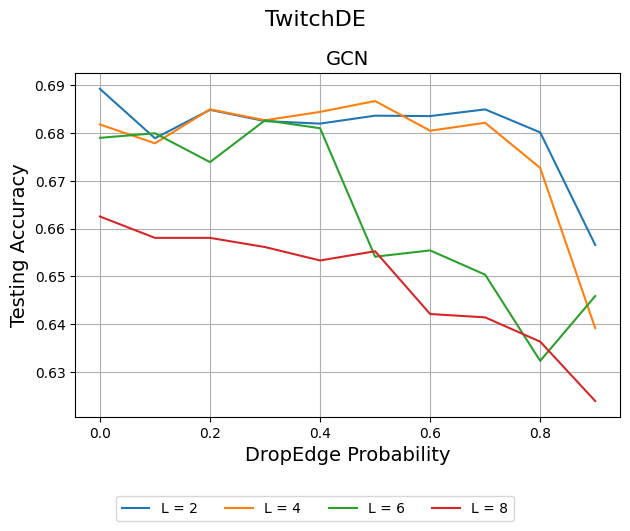 TwitchDE
GCN
Testing Accuracy
0.69
0.68
0.67
0.66
0.65
0.64
0.63
0.0 0.2 0.4 0.6 0.8
DropEdge Probability
L = 2 L = 4 L = 6 L = 8